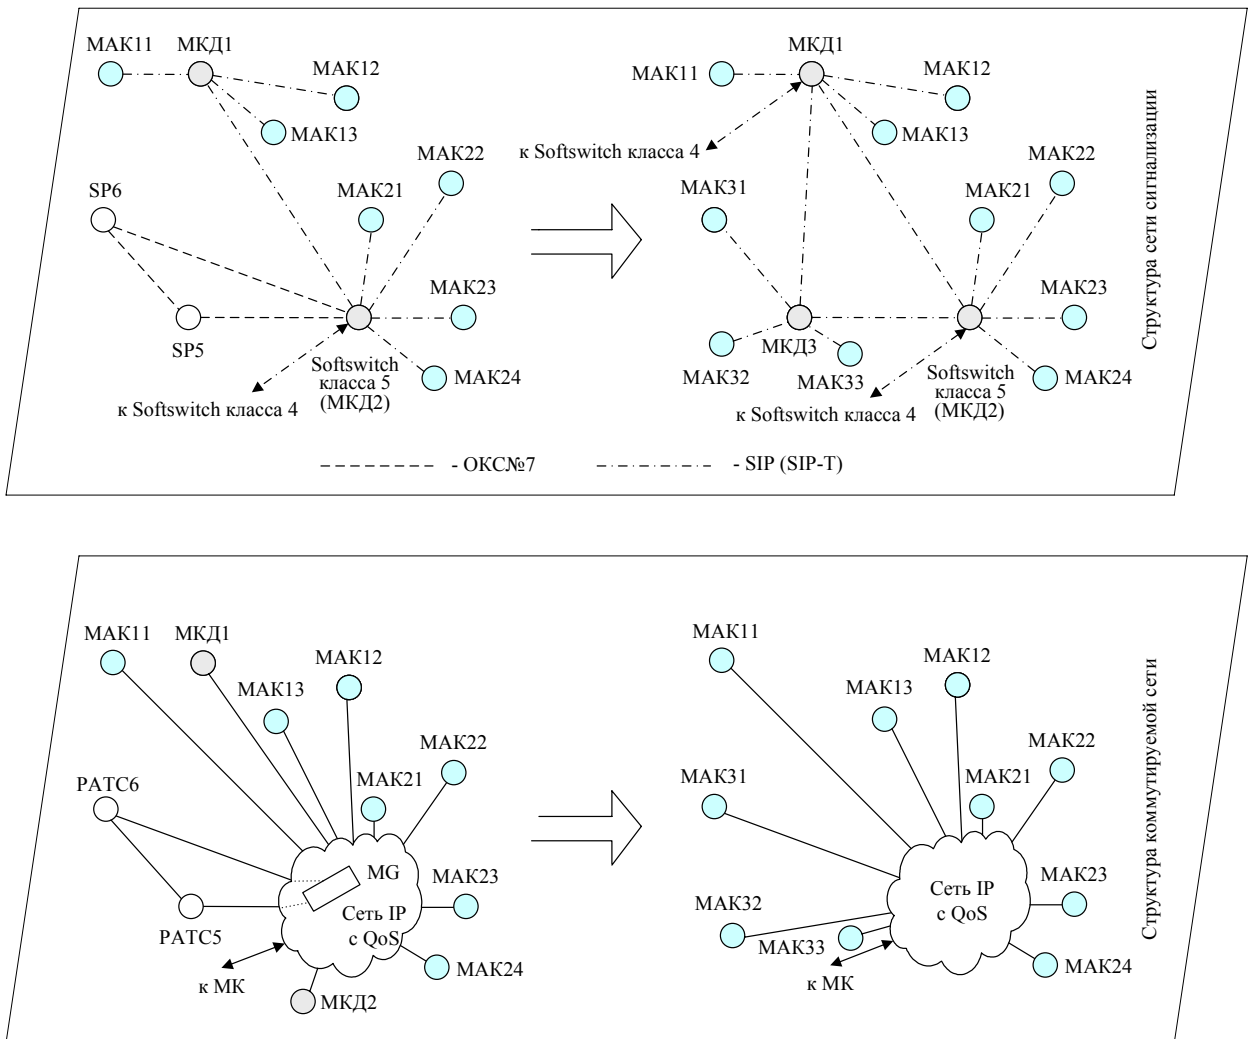 МАК11
МКД1
МАК12
МАК13
МАК22
МАК21
SP6
МАК23
SP5
Softswitch
класса 5
(МКД2)
МАК24
к Softswitch класса 4
МКД1
МАК11
МАК12
МАК13
к Softswitch класса 4
МАК22
МАК31
МАК21
МАК23
МКД3
МАК32
МАК33
Softswitch
класса 5
(МКД2)
МАК24
к Softswitch класса 4
- ОКС№7
- SIP (SIP-T)
Структура сети сигнализации
МАК11
МКД1
МАК12
МАК13
МАК22
МАК21
РАТС6
MG
МАК23
Сеть IP
с QoS
РАТС5
МАК24
к МК
МКД2
МАК11
МАК12
МАК13
МАК22
МАК31
МАК21
Сеть IP
с QoS
МАК23
МАК32
МАК33
к МК
МАК24
Структура коммутируемой сети